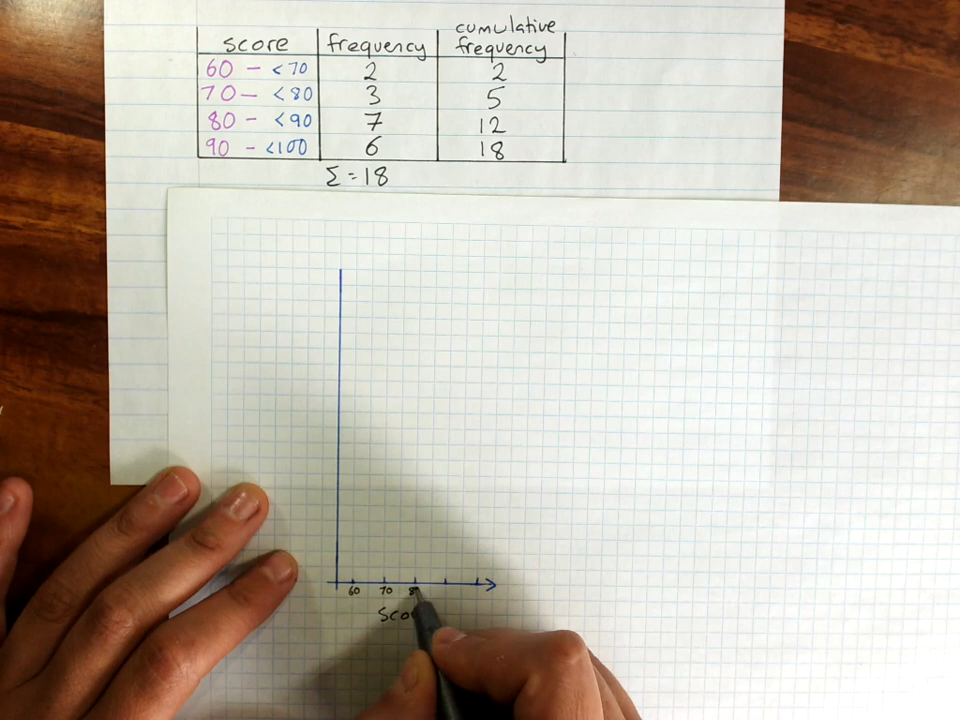 score frequency cumulative frequency
60 - <70 2 2
70 - <80 3 5
80 - <90 7 12
90 - <100 6 18
Σ = 18
60 70